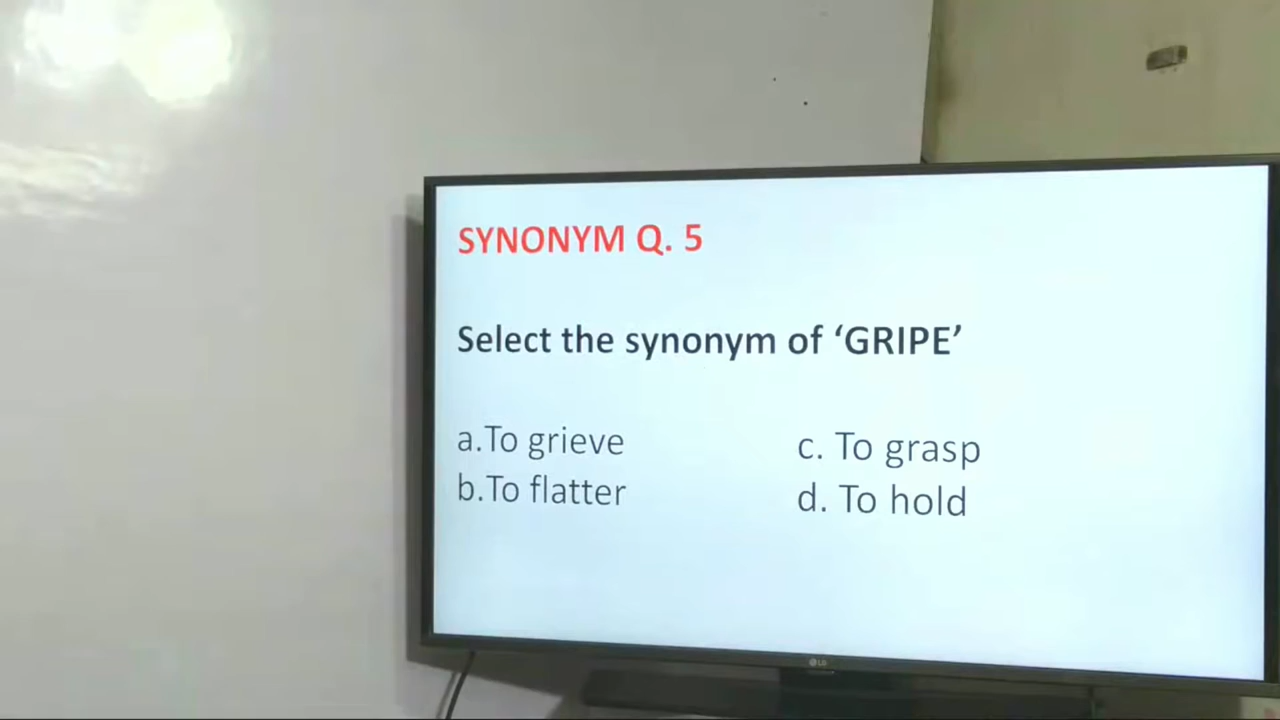 SYNONYM Q. 5
Select the synonym of ‘GRIPE’
a.To grieve
b.To flatter
c. To grasp
d. To hold
LG